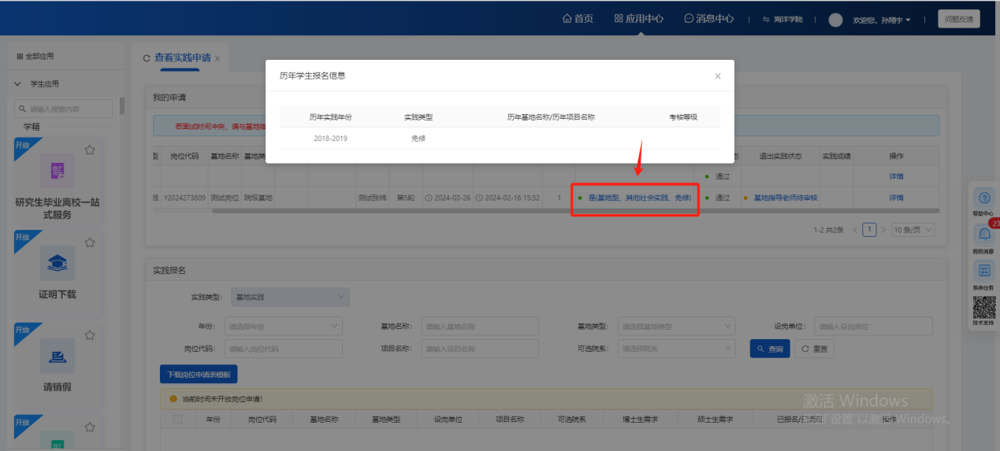 首页 应用中心 消息中心 海洋学院 欢迎您，孙翔宇 问题反馈
全部应用
学生应用
请输入搜索内容
学籍
开放
研究生毕业离校一站
式服务
开放
证明下载
开放
请销假
开放
查看实践申请
我的申请
若面试时间冲突，请与基地指
历年学生报名信息
历年实践年份 实践类型 历年基地名称/历年项目名称 考核等级
2018-2019 免修
型 岗位代码 基地名称 基地类 态 退出实践状态 实践成绩 操作
通过 详情
践 Y2024273809 测试岗位 院级基地 测试张炜 第5轮 2024-03-26 2024-02-16 15:32 1 是(基地型、其他社会实践、免修) 通过 基地指导老师待审核 详情
1-2 共2条 < 1 > 10 条/页
实践报名
实践类型: 基地实践
年份: 请选择年份 基地名称: 请输入基地名称 基地类型: 请选择基地类型 设岗单位: 请输入设岗单位
岗位代码: 请输入岗位代码 项目名称: 请输入项目名称 可选院系: 请选择院系 查询 重置
下载岗位申请表模板
当前时间未开放岗位申请!
年份 岗位代码 基地名称 基地类型 设岗单位 项目名称 可选院系 博士生需求 硕士生需求 操作
帮助中心
23
我的消息
系统任务
技术支持
激活 Windows
转到"设置"以激活 Windows。